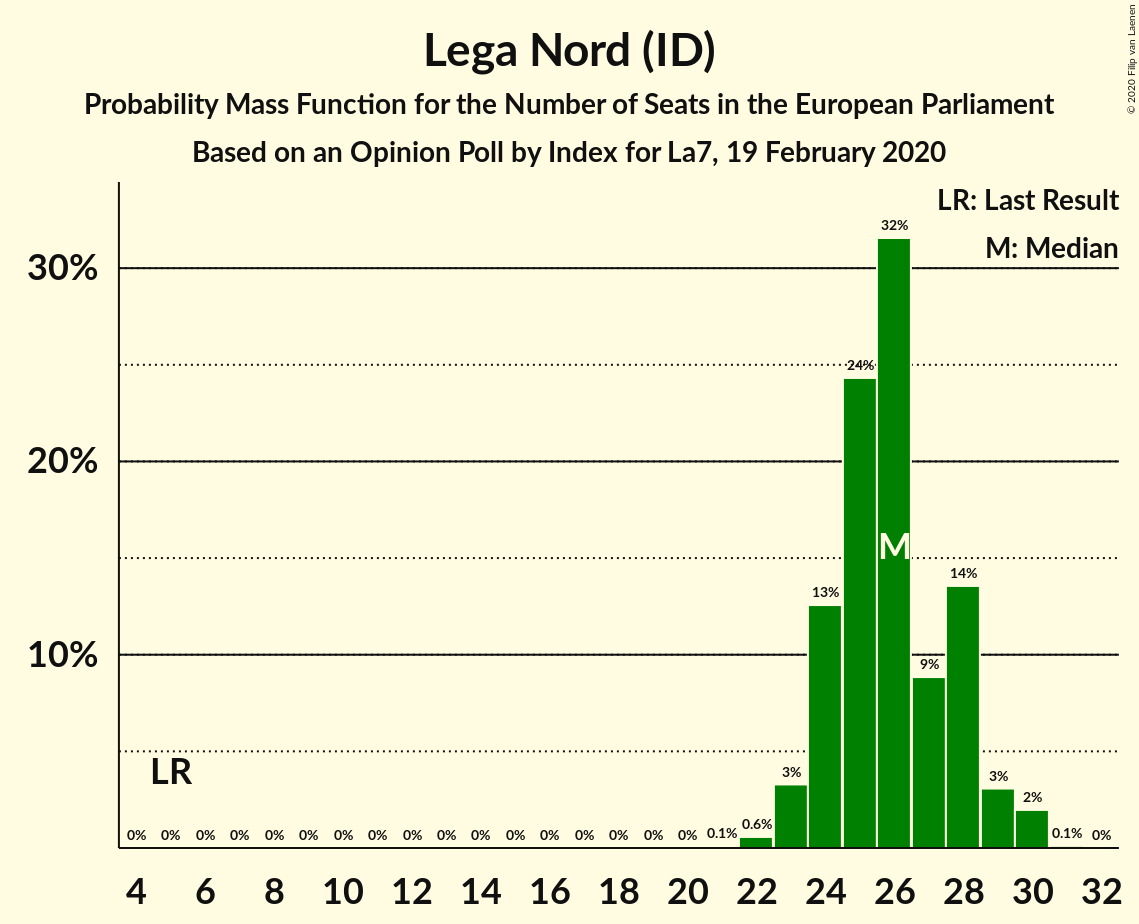 Lega Nord (ID)
Probability Mass Function for the Number of Seats in the European Parliament
Based on an Opinion Poll by Index for La7, 19 February 2020
© 2020 Filip van Laenen
LR: Last Result
M: Median
30%
20%
10%
32%
24%
M
14%
13%
9%
LR
3%
3%
2%
0% 0% 0% 0% 0% 0% 0% 0% 0% 0% 0% 0% 0% 0% 0% 0% 0% 0.1% 0.6% 0.1% 0%
4 6 8 10 12 14 16 18 20 22 24 26 28 30 32